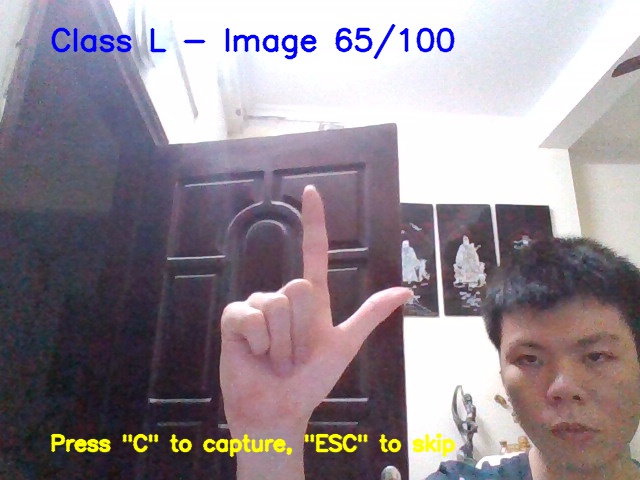 Class L - Image 65/100
Press "C" to capture, "ESC" to skip